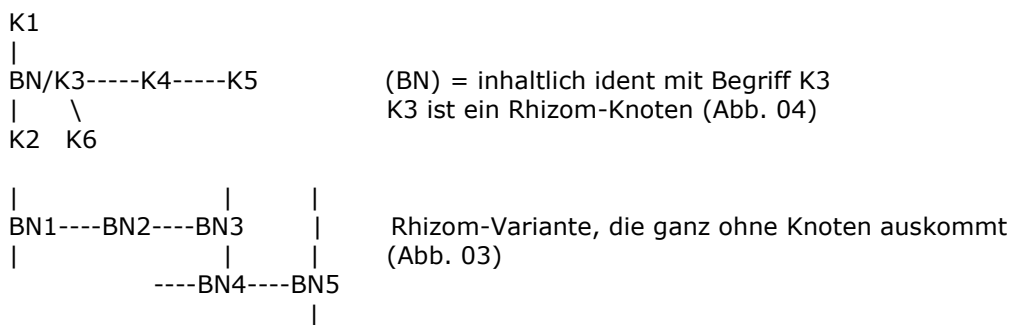 K1
|
BN/K3-----K4-----K5 (BN) = inhaltlich ident mit Begriff K3
| \ K3 ist ein Rhizom-Knoten (Abb. 04)
K2 K6
| | |
BN1----BN2----BN3 | Rhizom-Variante, die ganz ohne Knoten auskommt
| | | (Abb. 03)
----BN4----BN5
|